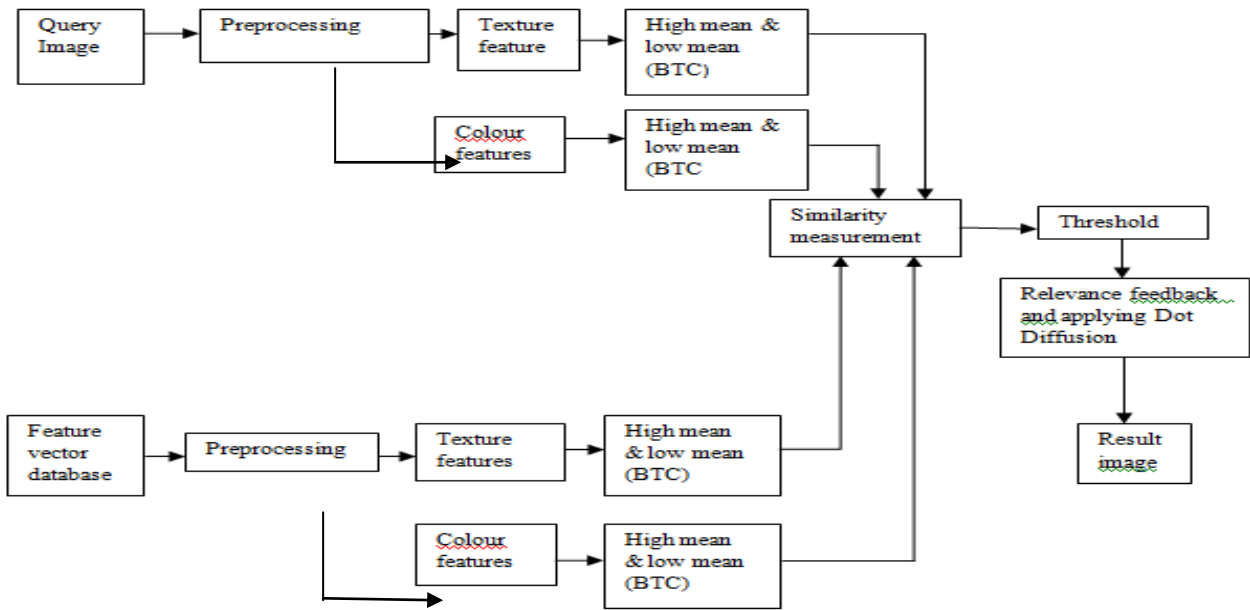 Query
Image
Preprocessing
Texture
feature
High mean &
low mean
(BTC)
Colour
features
High mean &
low mean
(BTC
Similarity
measurement
Threshold
Relevance feedback
and applying Dot
Diffusion
Result
image
Feature
vector
database
Preprocessing
Texture
features
High mean
& low mean
(BTC)
Colour
features
High mean
& low mean
(BTC)